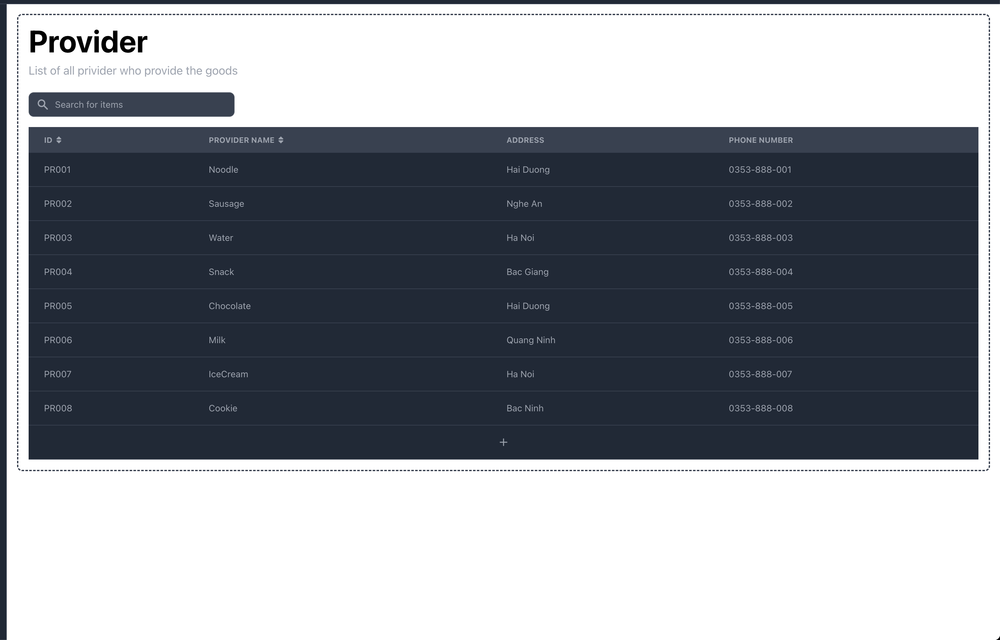 Provider
List of all privider who provide the goods
Search for items
ID PROVIDER NAME ADDRESS PHONE NUMBER
PR001 Noodle Hai Duong 0353-888-001
PR002 Sausage Nghe An 0353-888-002
PR003 Water Ha Noi 0353-888-003
PR004 Snack Bac Giang 0353-888-004
PR005 Chocolate Hai Duong 0353-888-005
PR006 Milk Quang Ninh 0353-888-006
PR007 IceCream Ha Noi 0353-888-007
PR008 Cookie Bac Ninh 0353-888-008
+